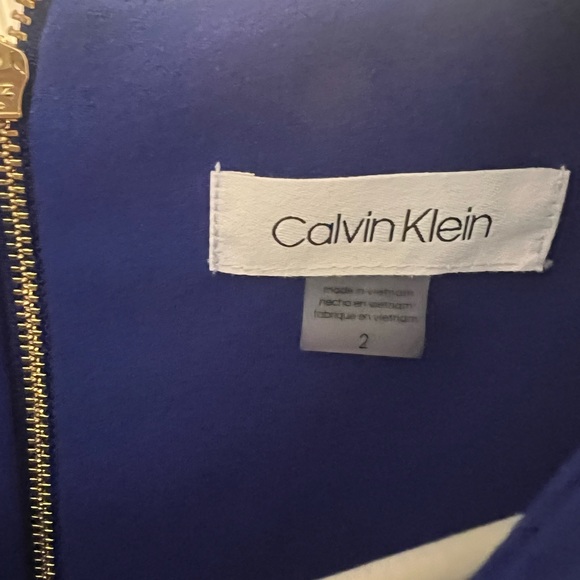 Calvin Klein
made in vietnam
hecho en vietnam
fabriqué en vietnam
2